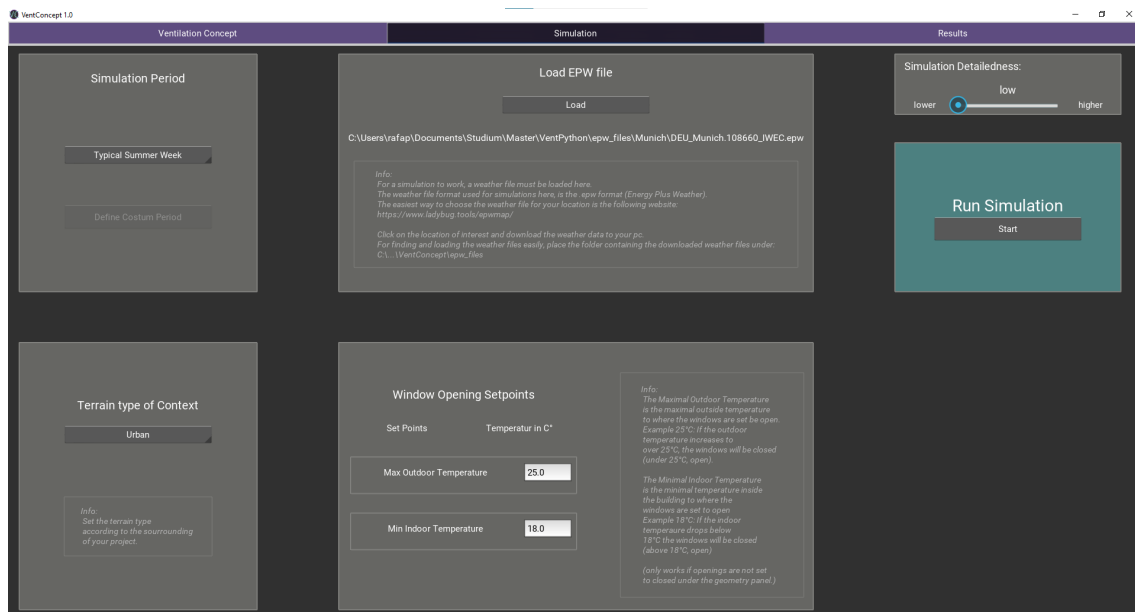 VentConcept 1.0
Ventilation Concept
Simulation
Results
Simulation Period
Typical Summer Week
Define Costum Period
Load EPW file
Load
C:\Users\rafap\Documents\Studium\Master\VentPython\epw_files\Munich\DEU_Munich.108660_IWEC.epw
Info:
For a simulation to work, a weather file must be loaded here.
The weather file format used for simulations here, is the .epw format (Energy Plus Weather).
The easiest way to choose the weather file for your location is the following website:
https://www.ladybug.tools/epwmap/
Click on the location of interest and download the weather data to your pc.
For finding and loading the weather files easily, place the folder containing the downloaded weather files under:
C:\...\VentConcept\epw_files
Simulation Detailedness:
low
lower
higher
Run Simulation
Start
Terrain type of Context
Urban
Info:
Set the terrain type
according to the sourrounding
of your project.
Window Opening Setpoints
Set Points
Temperatur in C°
Max Outdoor Temperature
25.0
Min Indoor Temperature
18.0
Info:
The Maximal Outdoor Temperature
is the maximal outside temperature
to where the windows are set be open.
Example 25°C: If the outdoor
temperature increases to
over 25°C, the windows will be closed
(under 25°C, open).
The Minimal Indoor Temperature
is the minimal temperature inside
the building to where the
windows are set to open
Example 18°C: If the indoor
temperaure drops below
18°C the windows will be closed
(above 18°C, open)
(only works if openings are not set
to closed under the geometry panel.)